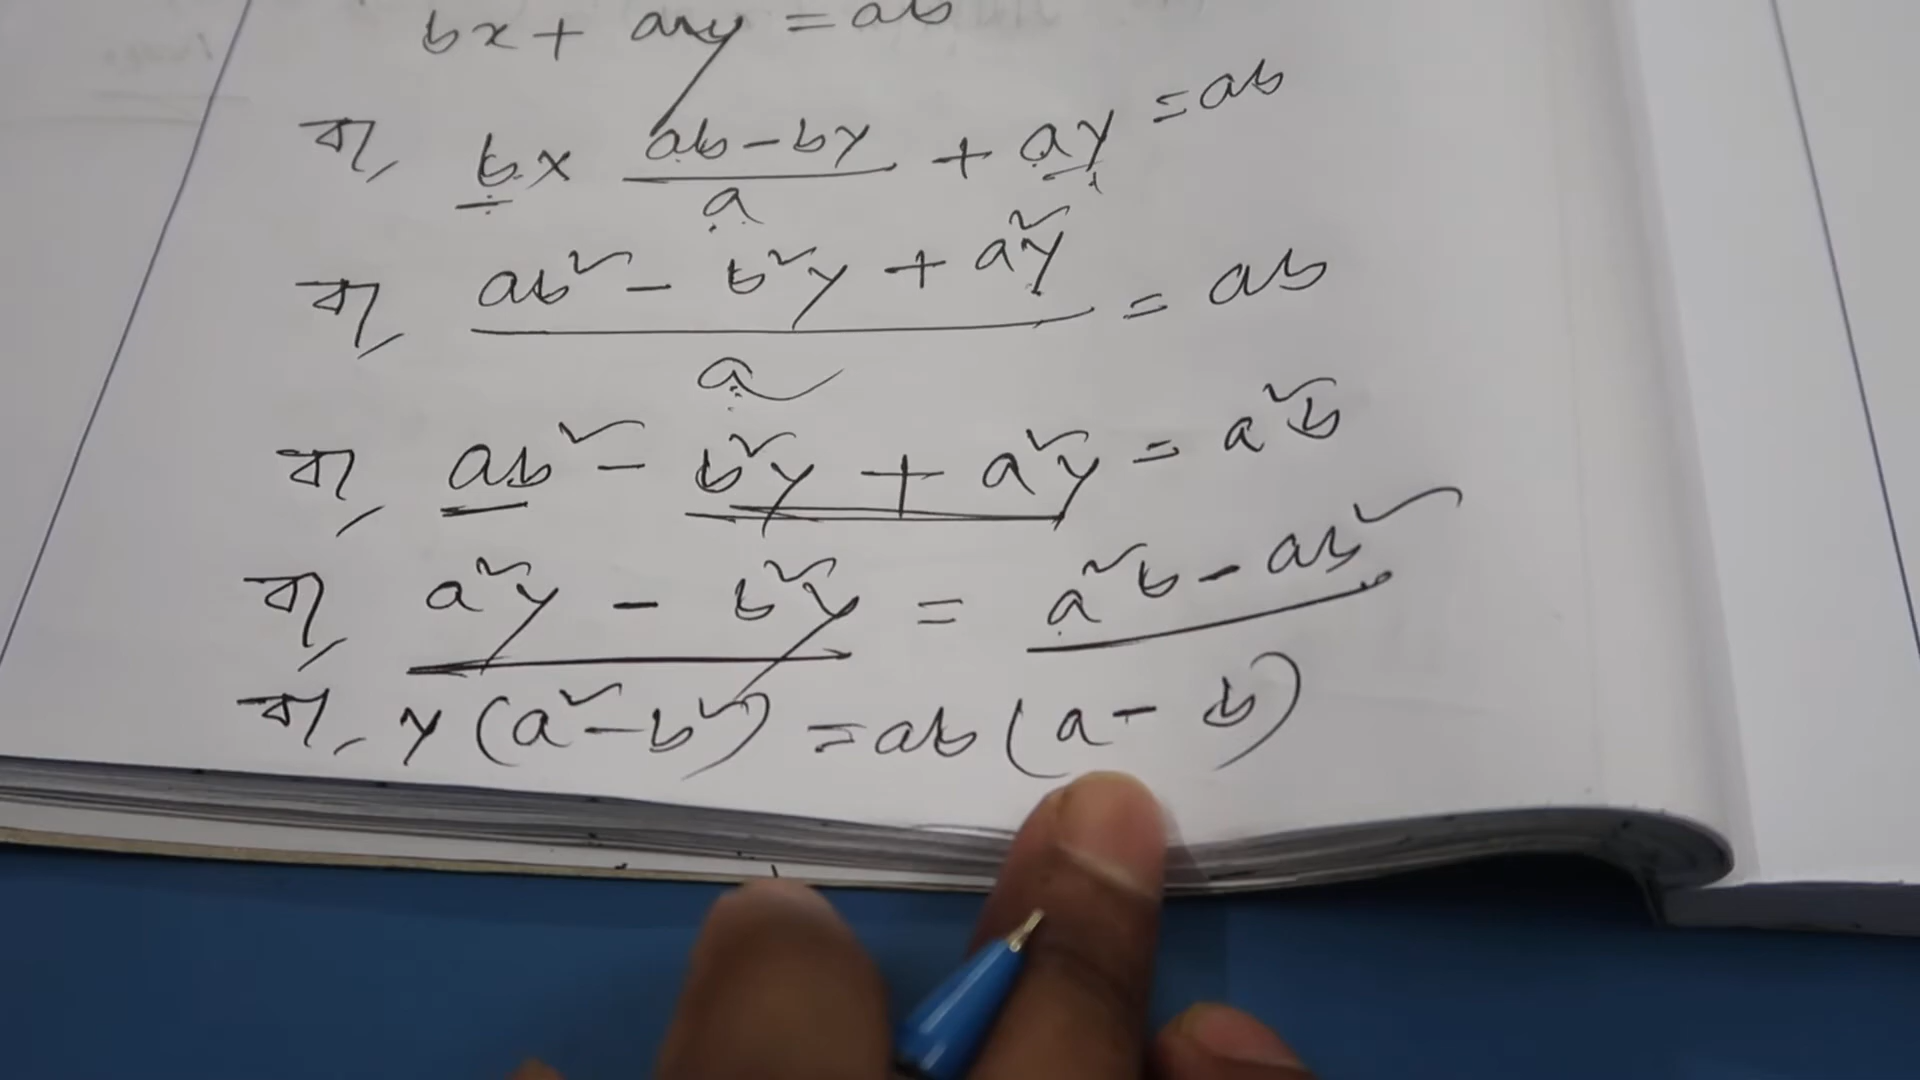 bx + ay = ab
বা, b × (ab - by)/a + ay = ab
বা, (ab² - b²y + a²y)/a = ab
বা, ab² - b²y + a²y = a²b
বা, a²y - b²y = a²b - ab²
বা, y(a² - b²) = ab(a - b)